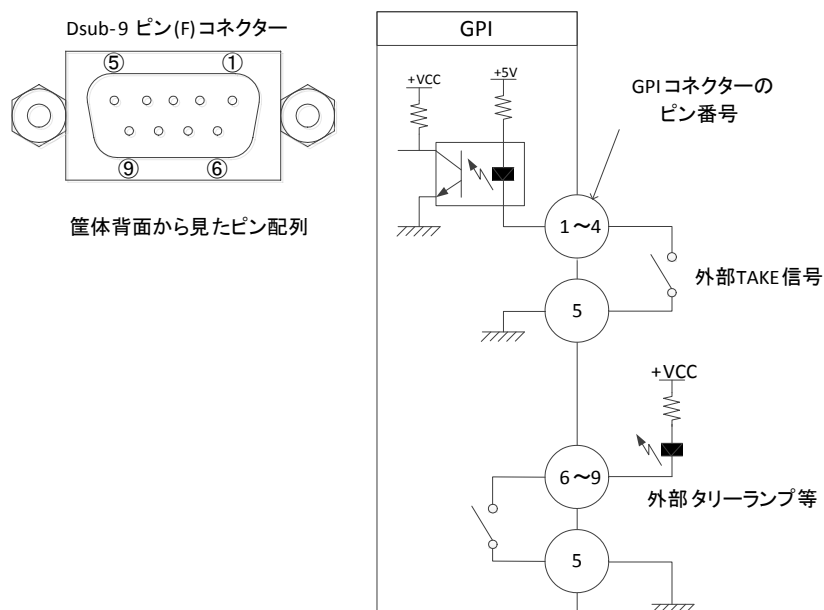 Dsub-9 ピン(F)コネクター
⑤ ①
⑨ ⑥
筐体背面から見たピン配列
GPI
+VCC
+5V
GPIコネクターの
ピン番号
1～4
外部TAKE信号
5
+VCC
6～9
外部タリーランプ等
5